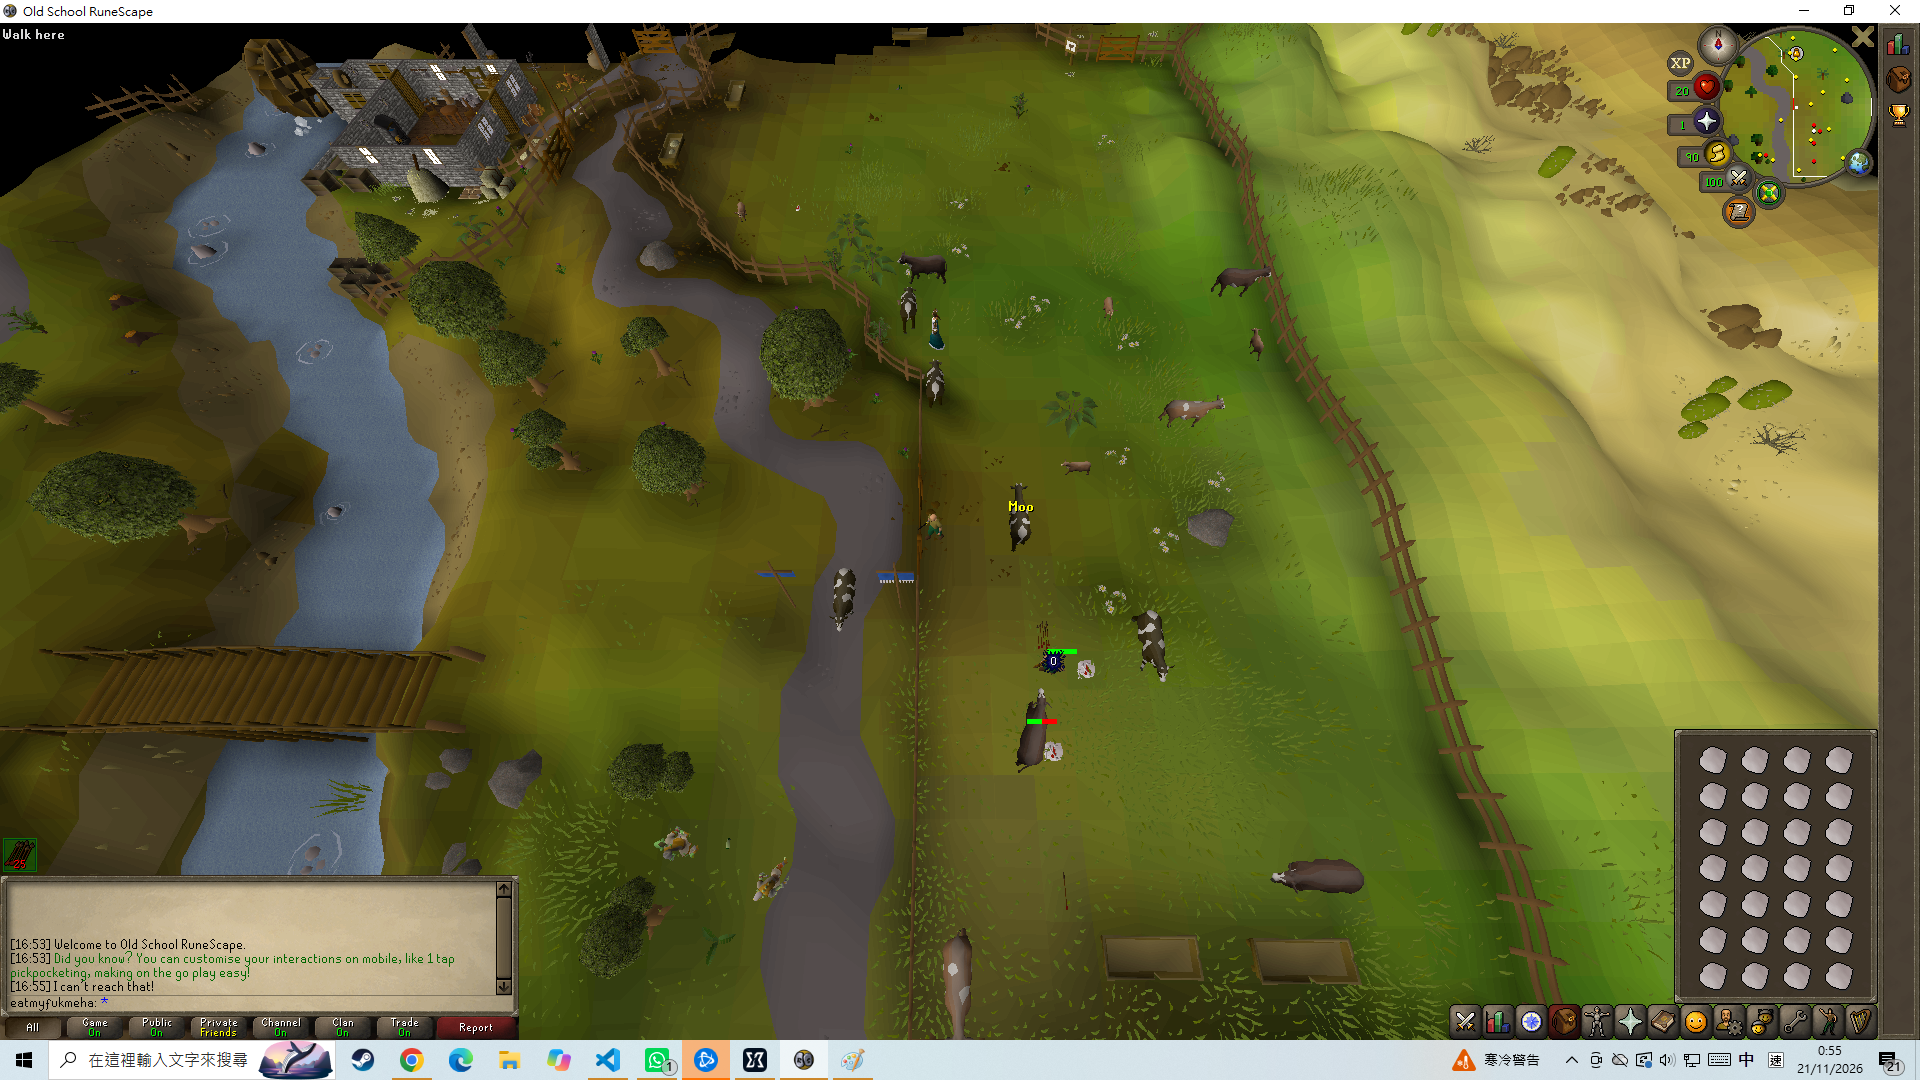 Old School RuneScape
Walk here
N
XP
20
1
90
100
Moo
0
25
[16:53] Welcome to Old School RuneScape.
[16:53] Did you know? You can customise your interactions on mobile, like 1 tap
pickpocketing, making on the go play easy!
[16:55] I can't reach that!
eatmyfukmeha: *
All
Game
On
Public
On
Private
Friends
Channel
On
Clan
On
Trade
On
Report
在這裡輸入文字來搜尋
1
寒冷警告
中
速
0:55
21/11/2026
21